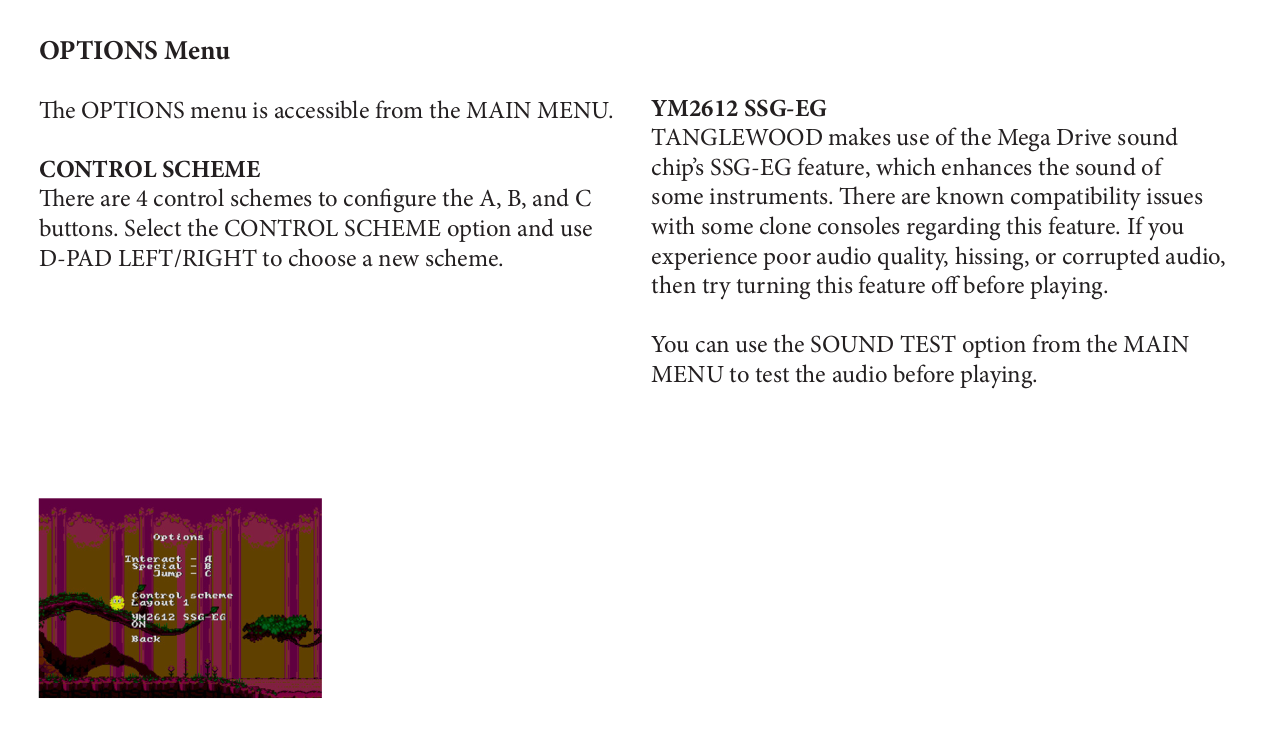 OPTIONS Menu
The OPTIONS menu is accessible from the MAIN MENU.
CONTROL SCHEME
There are 4 control schemes to configure the A, B, and C
buttons. Select the CONTROL SCHEME option and use
D-PAD LEFT/RIGHT to choose a new scheme.
YM2612 SSG-EG
TANGLEWOOD makes use of the Mega Drive sound
chip’s SSG-EG feature, which enhances the sound of
some instruments. There are known compatibility issues
with some clone consoles regarding this feature. If you
experience poor audio quality, hissing, or corrupted audio,
then try turning this feature off before playing.
You can use the SOUND TEST option from the MAIN
MENU to test the audio before playing.
Options
Interact - A
Special - B
Jump - C
Control scheme
Layout 1
YM2612 SSG-EG
ON
Back